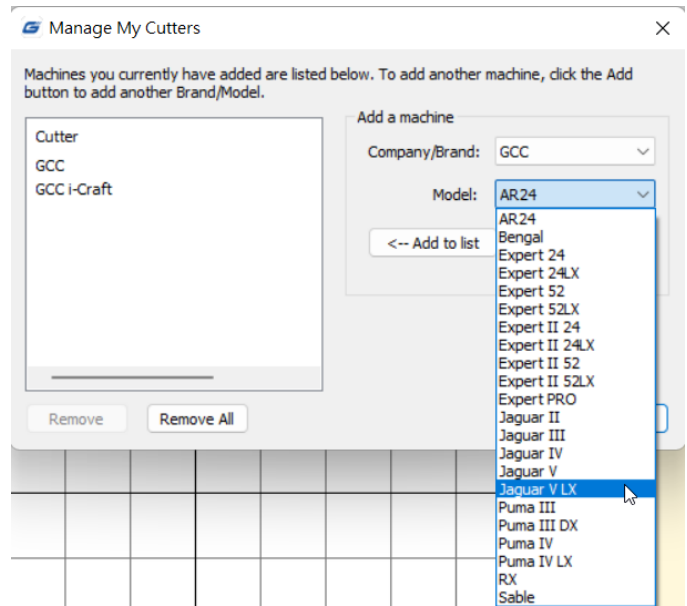 Manage My Cutters
Machines you currently have added are listed below. To add another machine, click the Add
button to add another Brand/Model.
Cutter
GCC
GCC i-Craft
Add a machine
Company/Brand: GCC
Model: AR24
<-- Add to list
AR24
Bengal
Expert 24
Expert 24LX
Expert 52
Expert 52LX
Expert II 24
Expert II 24LX
Expert II 52
Expert II 52LX
Expert PRO
Jaguar II
Jaguar III
Jaguar IV
Jaguar V
Jaguar V LX
Puma III
Puma III DX
Puma IV
Puma IV LX
RX
Sable
Remove
Remove All